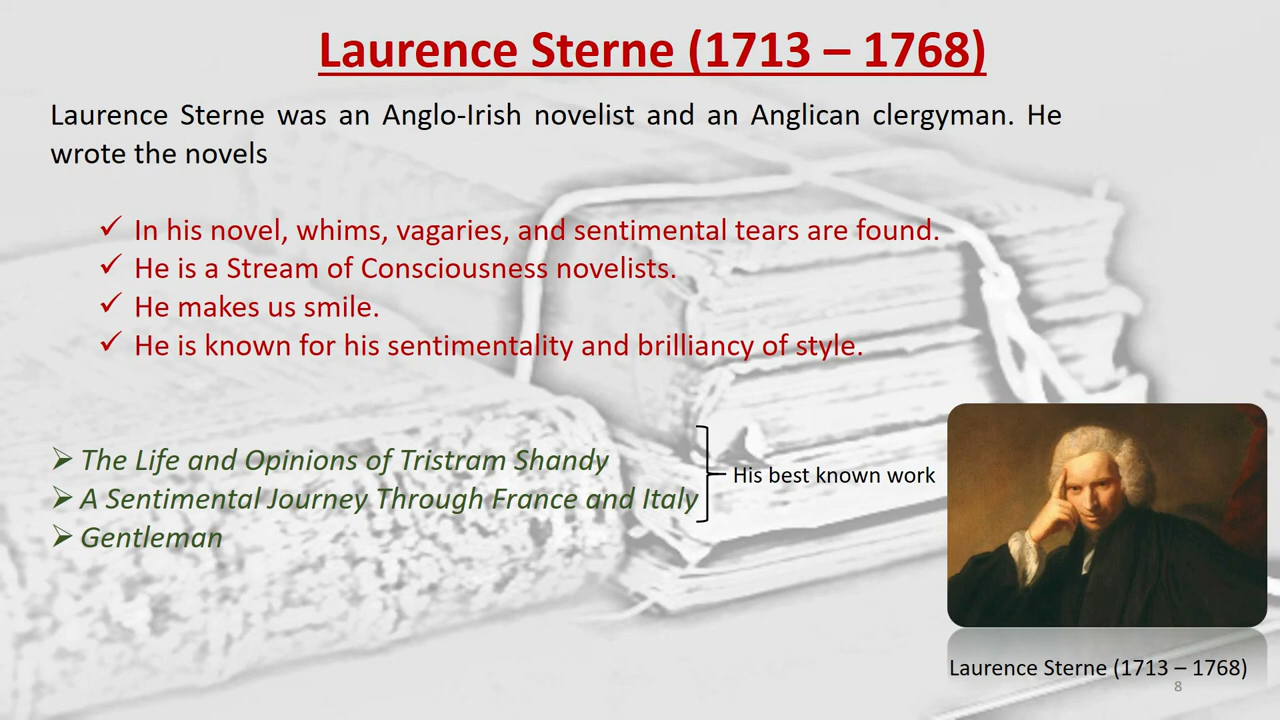 Laurence Sterne (1713 – 1768)
Laurence Sterne was an Anglo-Irish novelist and an Anglican clergyman. He
wrote the novels
✓ In his novel, whims, vagaries, and sentimental tears are found.
✓ He is a Stream of Consciousness novelists.
✓ He makes us smile.
✓ He is known for his sentimentality and brilliancy of style.
➢ The Life and Opinions of Tristram Shandy
➢ A Sentimental Journey Through France and Italy
➢ Gentleman
His best known work
Laurence Sterne (1713 – 1768)
8